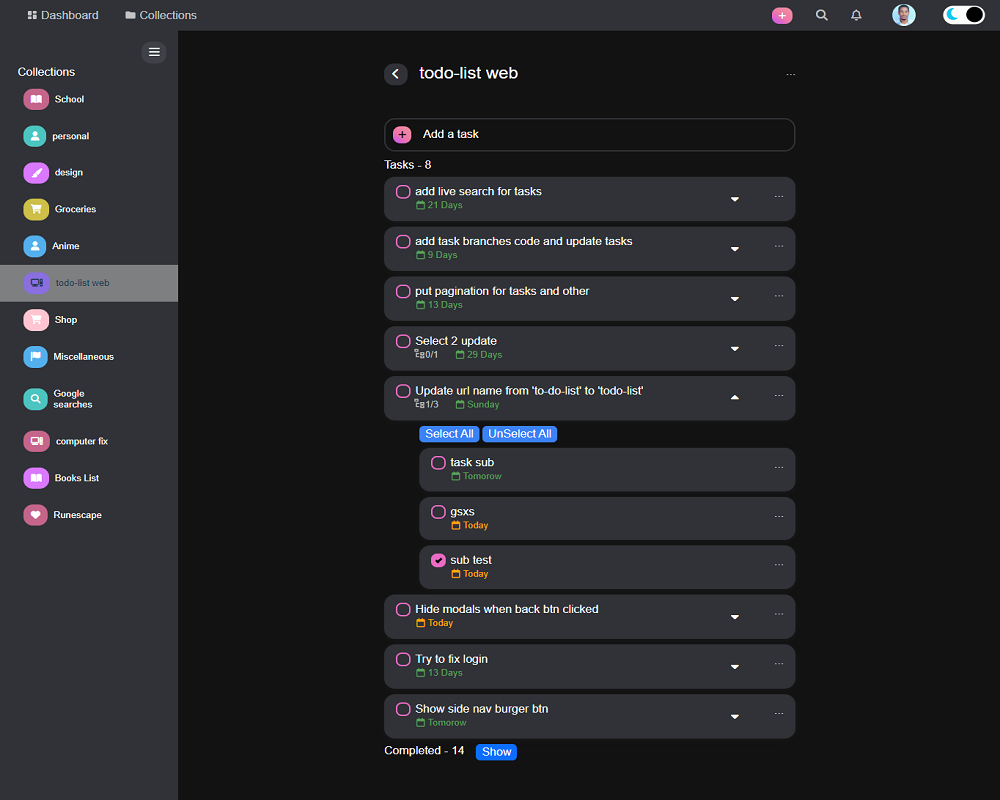 Dashboard
Collections
Collections
School
personal
design
Groceries
Anime
todo-list web
Shop
Miscellaneous
Google
searches
computer fix
Books List
Runescape
todo-list web
...
Add a task
Tasks - 8
add live search for tasks
21 Days
...
add task branches code and update tasks
9 Days
...
put pagination for tasks and other
13 Days
...
Select 2 update
0/1 29 Days
...
Update url name from 'to-do-list' to 'todo-list'
1/3 Sunday
...
Select All UnSelect All
task sub
Tomorow
...
gsxs
Today
...
sub test
Today
...
Hide modals when back btn clicked
Today
...
Try to fix login
13 Days
...
Show side nav burger btn
Tomorow
...
Completed - 14 Show